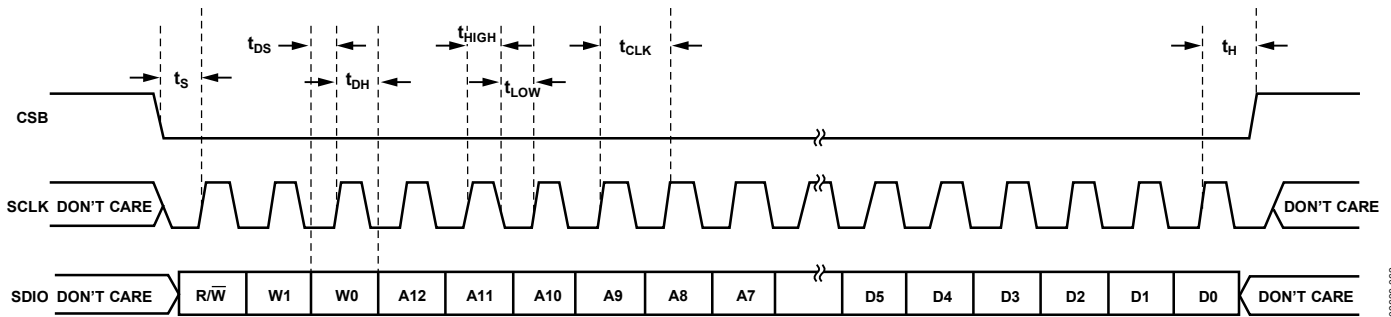 tDS
tHIGH
tCLK
tH
tS
tDH
tLOW
CSB
SCLK DON'T CARE
DON'T CARE
SDIO DON'T CARE R/W̅ W1 W0 A12 A11 A10 A9 A8 A7 D5 D4 D3 D2 D1 D0 DON'T CARE